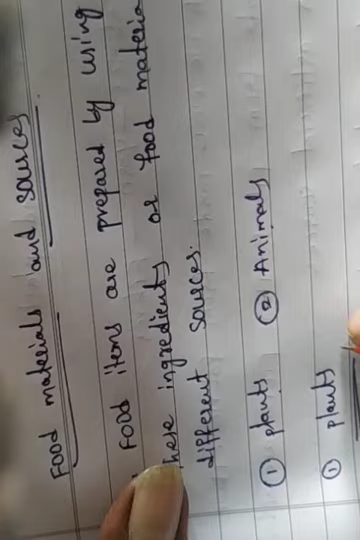 Food materials and sources
Food items are prepared by using
these ingredients or food materia
different sources.
① plants ② Animals
① plants